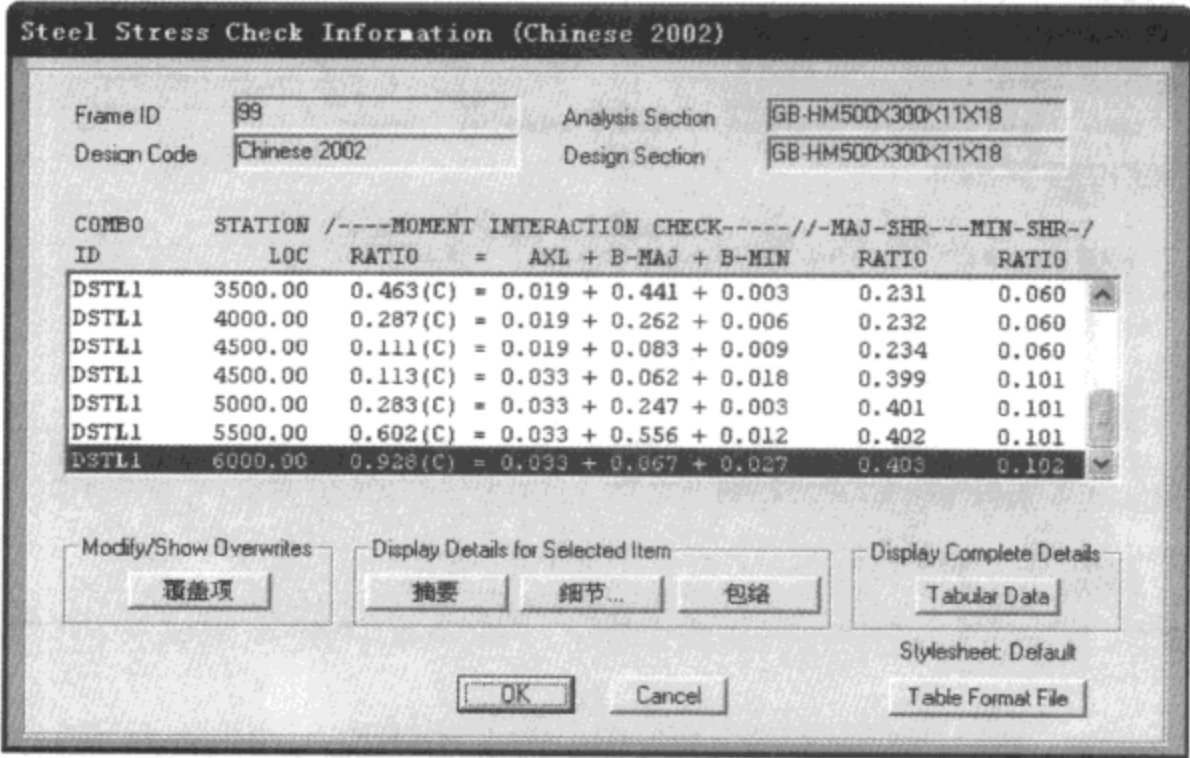 Steel Stress Check Information (Chinese 2002)
Frame ID 99 Analysis Section GB-HM500X300X11X18
Design Code Chinese 2002 Design Section GB-HM500X300X11X18
COMBO STATION /----MOMENT INTERACTION CHECK-----//-MAJ-SHR---MIN-SHR-/
ID LOC RATIO = AXL + B-MAJ + B-MIN RATIO RATIO
DSTL1 3500.00 0.463(C) = 0.019 + 0.441 + 0.003 0.231 0.060
DSTL1 4000.00 0.287(C) = 0.019 + 0.262 + 0.006 0.232 0.060
DSTL1 4500.00 0.111(C) = 0.019 + 0.083 + 0.009 0.234 0.060
DSTL1 4500.00 0.113(C) = 0.033 + 0.062 + 0.018 0.399 0.101
DSTL1 5000.00 0.283(C) = 0.033 + 0.247 + 0.003 0.401 0.101
DSTL1 5500.00 0.602(C) = 0.033 + 0.556 + 0.012 0.402 0.101
DSTL1 6000.00 0.928(C) = 0.033 + 0.867 + 0.027 0.403 0.102
Modify/Show Overwrites Display Details for Selected Item Display Complete Details
覆盖项 摘要 细节... 包络 Tabular Data
Stylesheet: Default
OK Cancel Table Format File